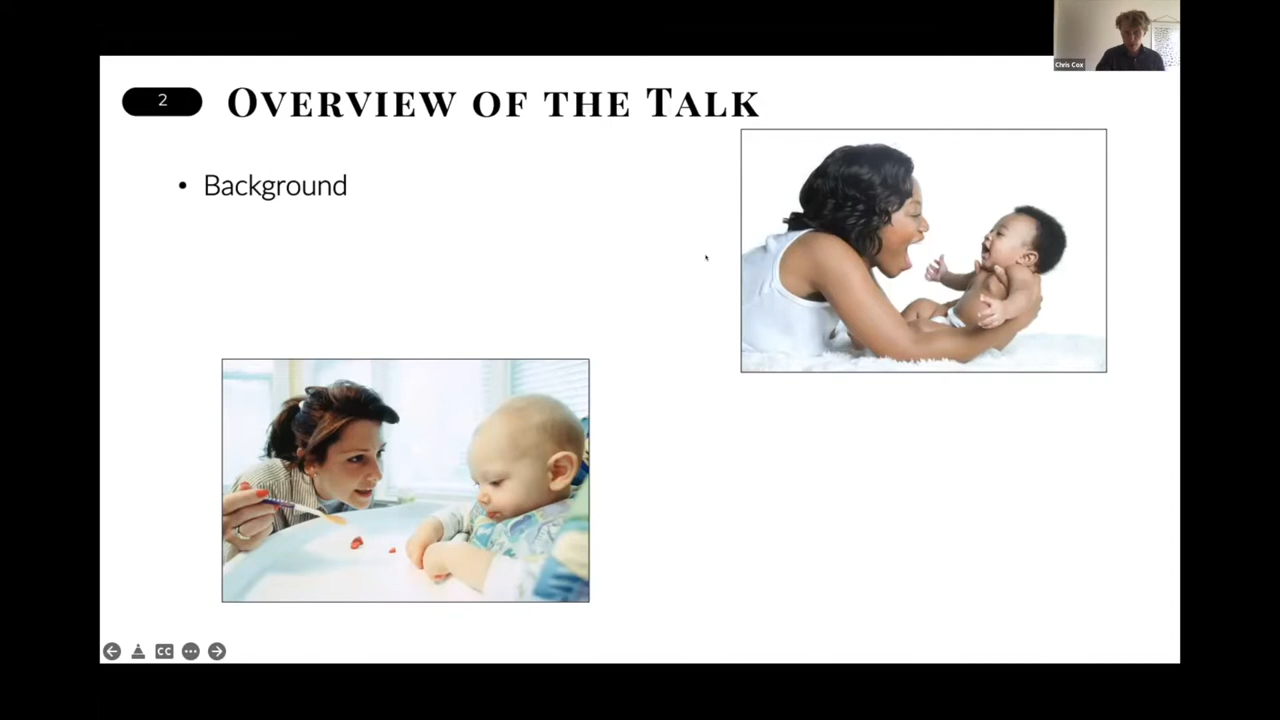 Chris Cox
2
OVERVIEW OF THE TALK
• Background
CC